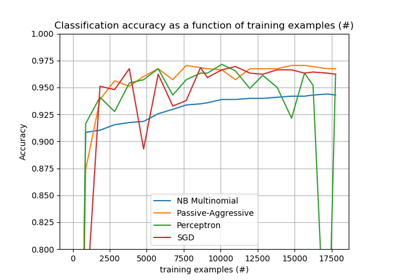 Classification accuracy as a function of training examples (#)
1.000
0.975
0.950
0.925
0.900
0.875
0.850
0.825
0.800
Accuracy
NB Multinomial
Passive-Aggressive
Perceptron
SGD
0 2500 5000 7500 10000 12500 15000 17500
training examples (#)